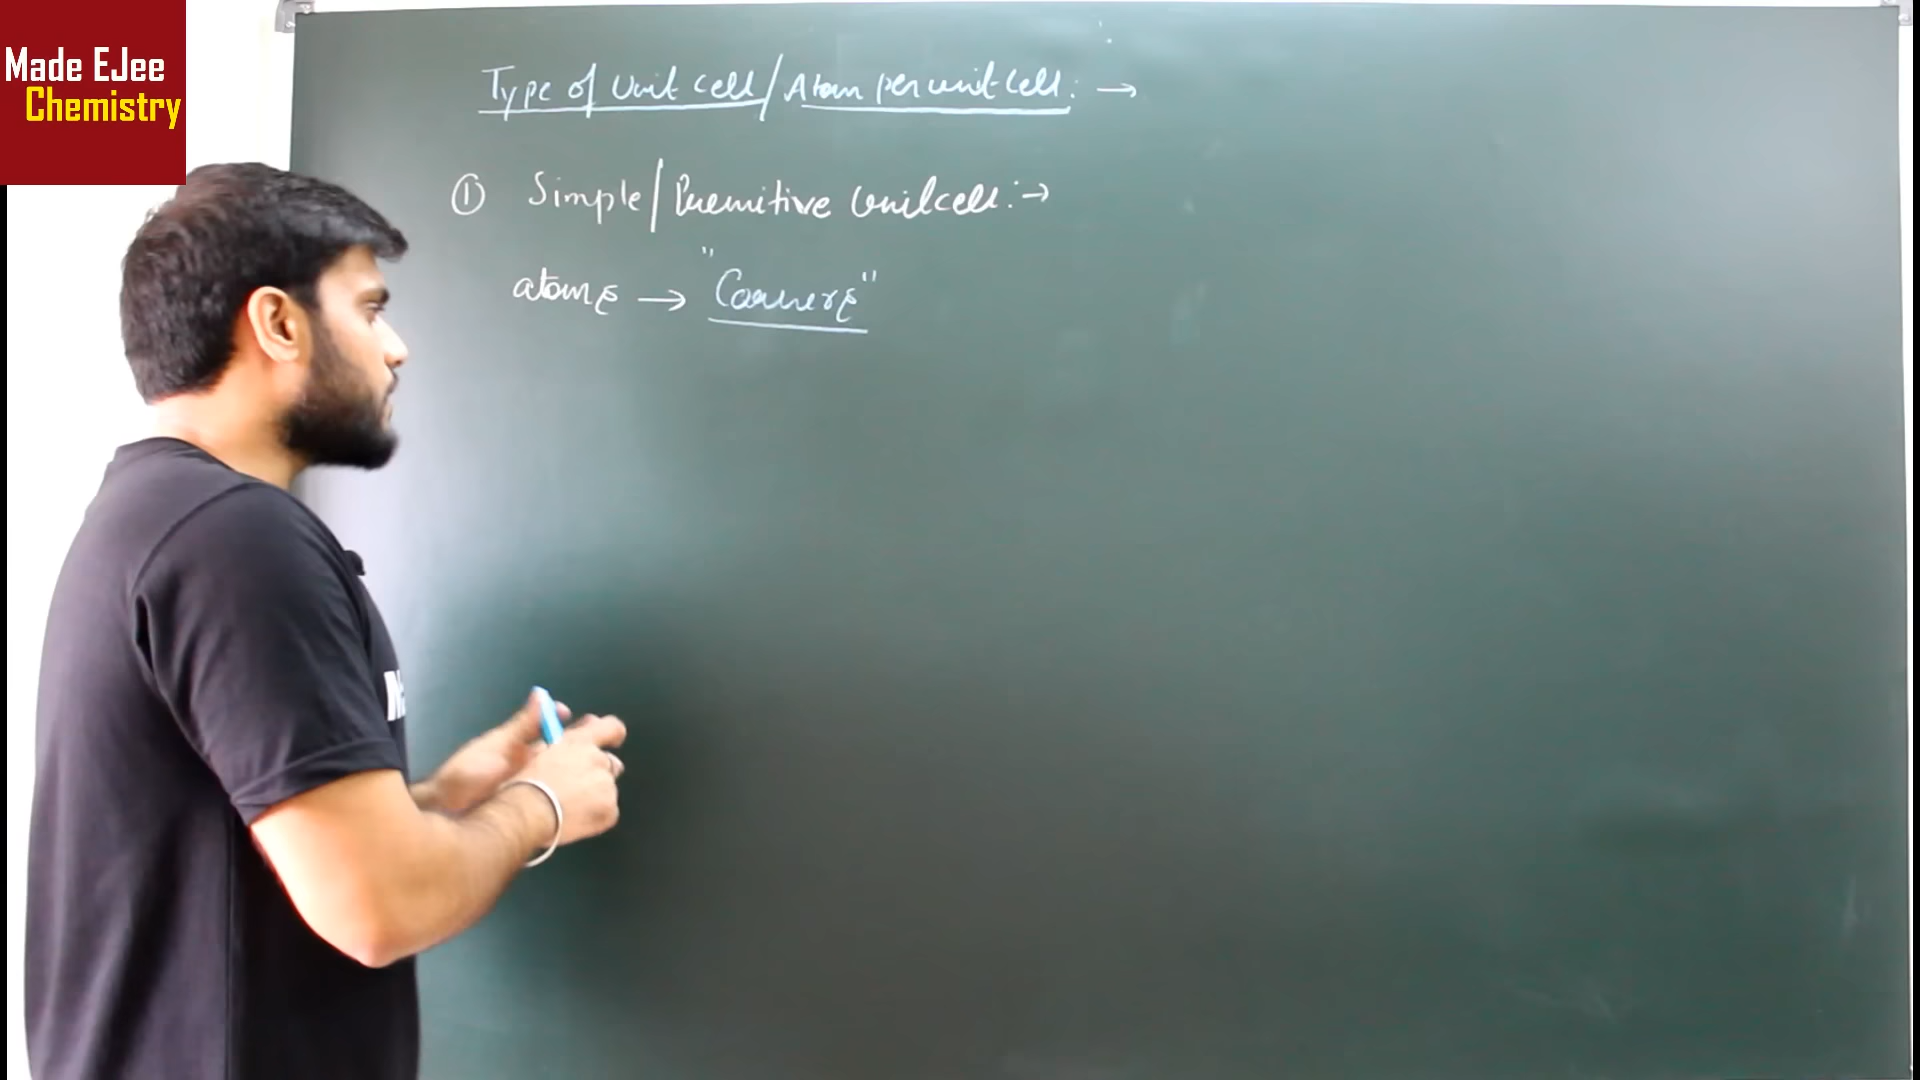 Made EJee
Chemistry
Type of Unit cell/Atom per unit cell: →
① Simple/Premitive Unitcell:→
atoms → "Corners"